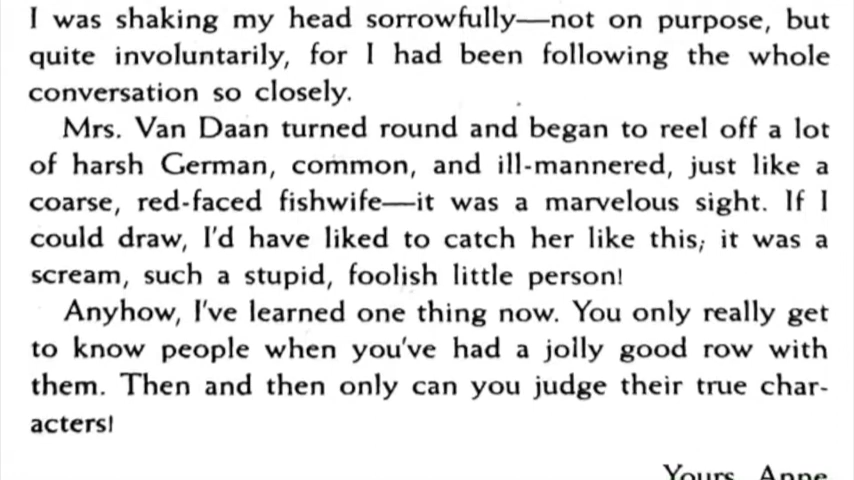 I was shaking my head sorrowfully—not on purpose, but
quite involuntarily, for I had been following the whole
conversation so closely.
Mrs. Van Daan turned round and began to reel off a lot
of harsh German, common, and ill-mannered, just like a
coarse, red-faced fishwife—it was a marvelous sight. If I
could draw, I'd have liked to catch her like this; it was a
scream, such a stupid, foolish little person!
Anyhow, I've learned one thing now. You only really get
to know people when you've had a jolly good row with
them. Then and then only can you judge their true char-
acters!
Yours, Anne